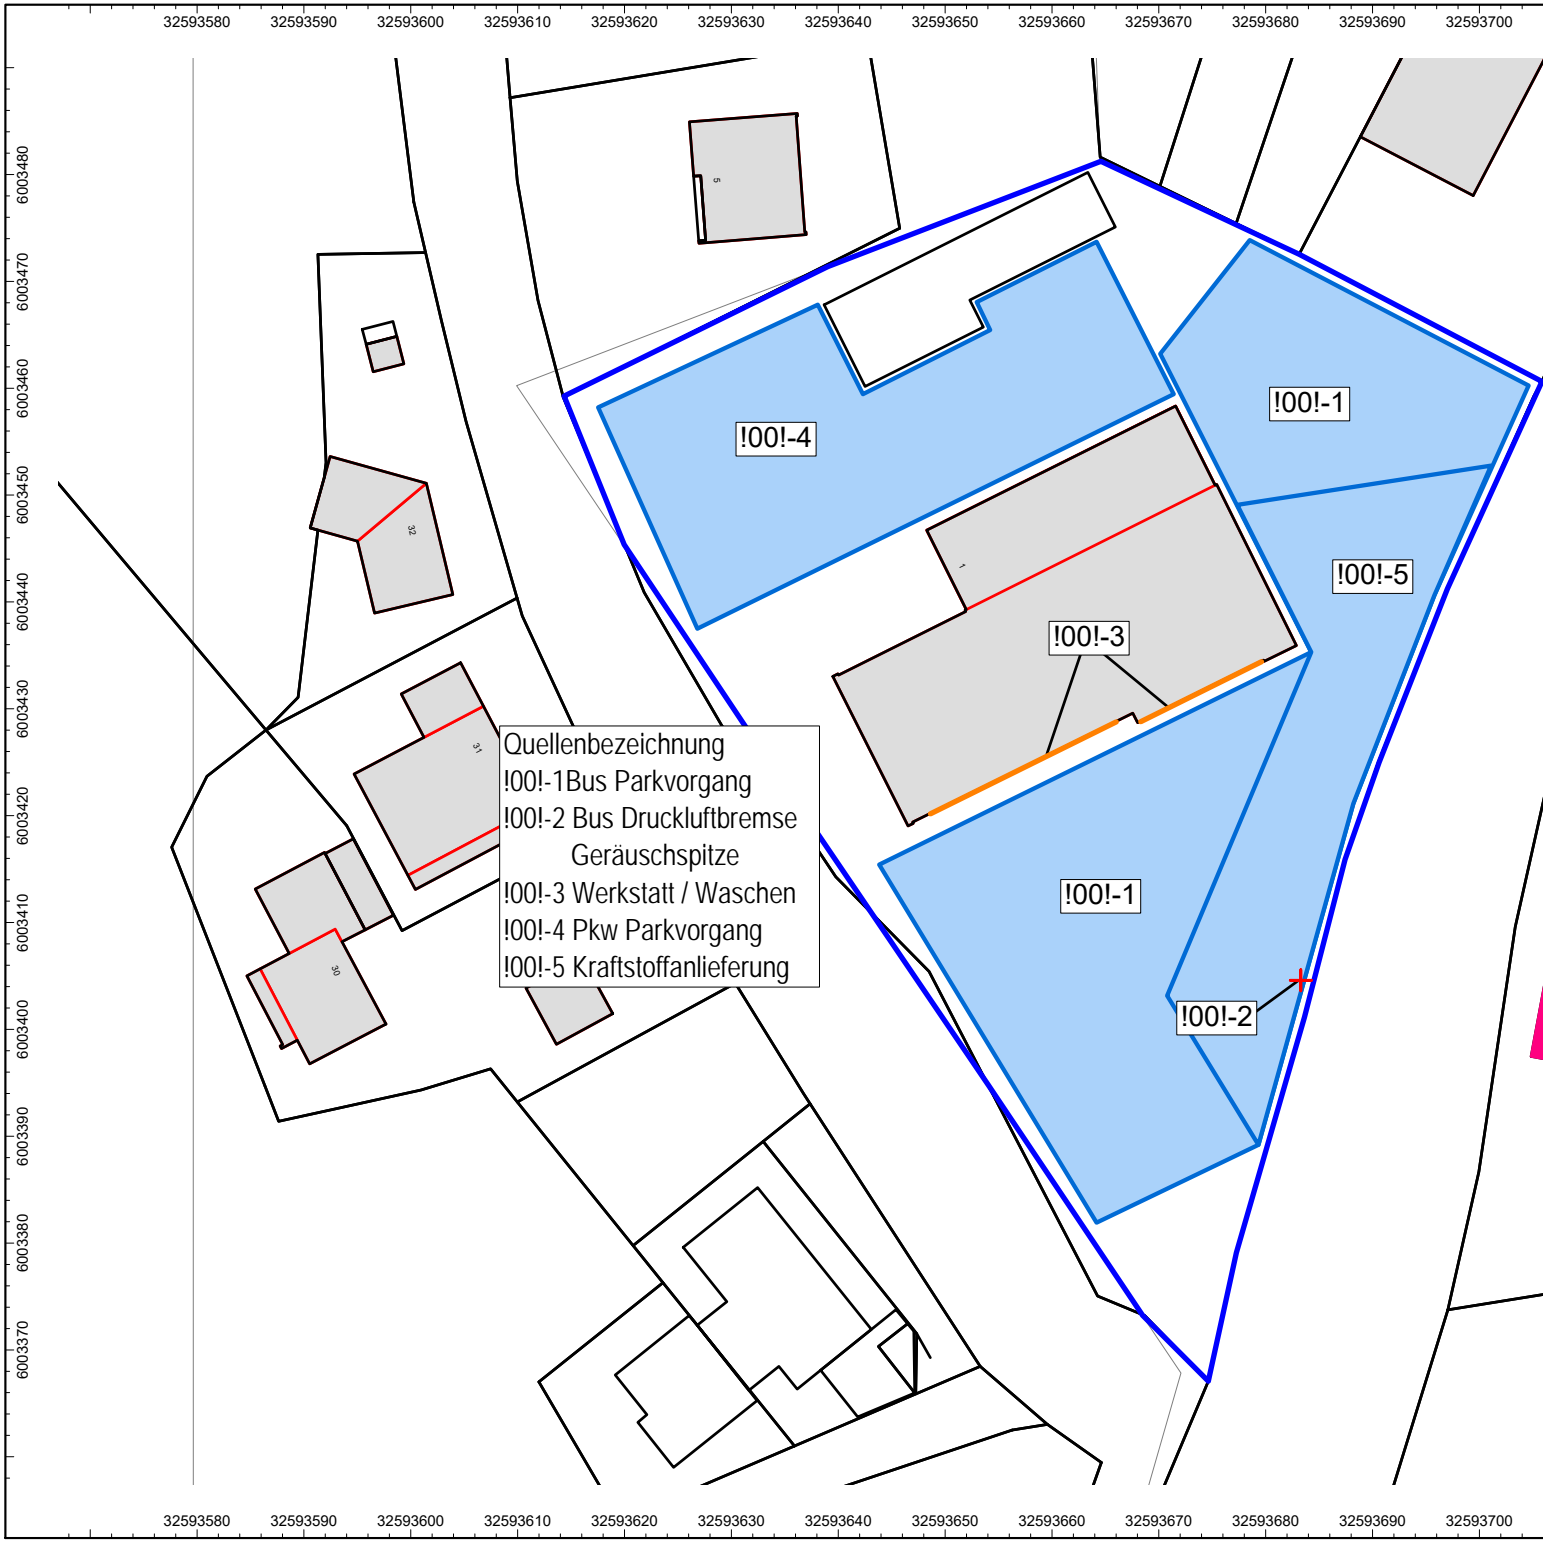 32593580 32593590 32593600 32593610 32593620 32593630 32593640 32593650 32593660 32593670 32593680 32593690 32593700
6003480
6003470
6003460
6003450
6003440
6003430
6003420
6003410
6003400
6003390
6003380
6003370
5
!00!-1
!00!-4
32
1
!00!-5
!00!-3
31
Quellenbezeichnung
!00!-1Bus Parkvorgang
!00!-2 Bus Druckluftbremse
Geräuschspitze
!00!-3 Werkstatt / Waschen
!00!-4 Pkw Parkvorgang
!00!-5 Kraftstoffanlieferung
!00!-1
30
!00!-2
32593580 32593590 32593600 32593610 32593620 32593630 32593640 32593650 32593660 32593670 32593680 32593690 32593700